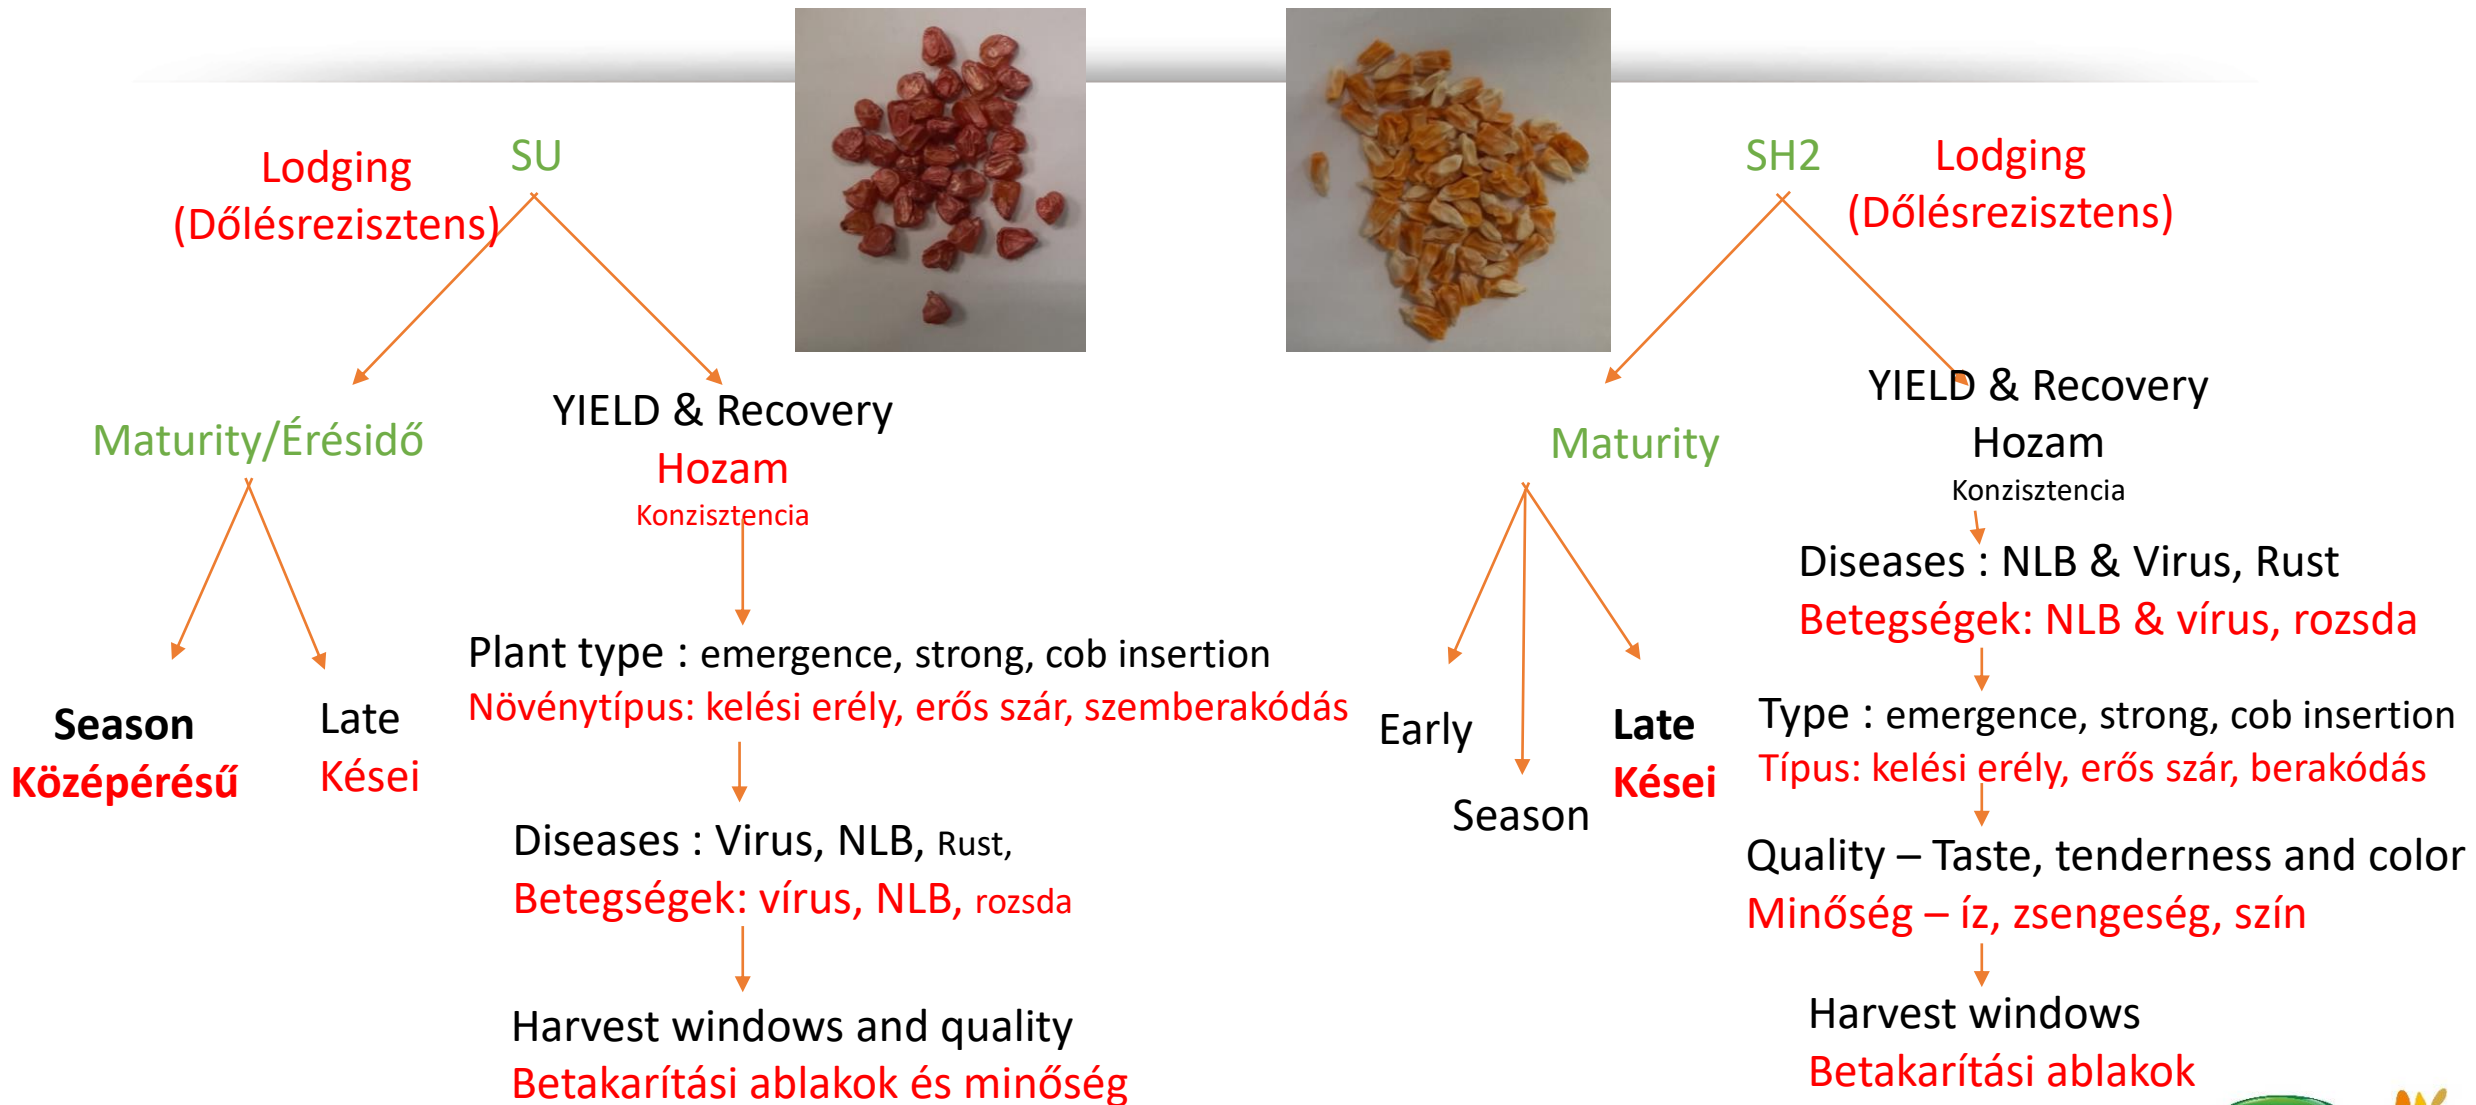 SU
Lodging
(Dőlésrezisztens)
Maturity/Érésidő
Season
Középérésű
Late
Kései
YIELD & Recovery
Hozam
Konzisztencia
Plant type : emergence, strong, cob insertion
Növénytípus: kelési erély, erős szár, szemberakódás
Diseases : Virus, NLB, Rust,
Betegségek: vírus, NLB, rozsda
Harvest windows and quality
Betakarítási ablakok és minőség
SH2
Lodging
(Dőlésrezisztens)
Maturity
Early
Season
Late
Kései
YIELD & Recovery
Hozam
Konzisztencia
Diseases : NLB & Virus, Rust
Betegségek: NLB & vírus, rozsda
Type : emergence, strong, cob insertion
Típus: kelési erély, erős szár, berakódás
Quality – Taste, tenderness and color
Minőség – íz, zsengeség, szín
Harvest windows
Betakarítási ablakok